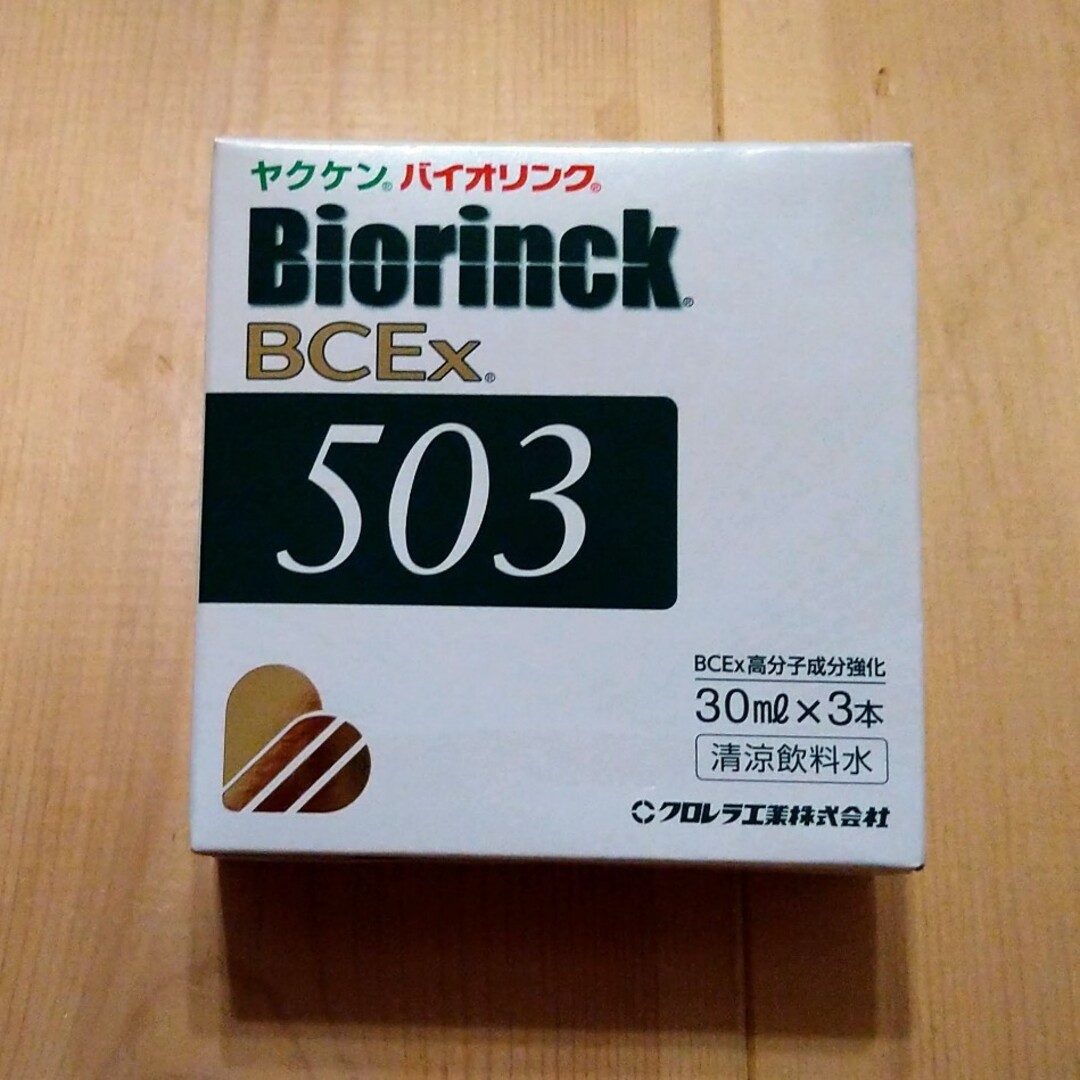 ヤクケン® バイオリンク®
Biorinck®
BCEx®
503
BCEx高分子成分強化
30㎖×3本
清涼飲料水
クロレラ工業株式会社